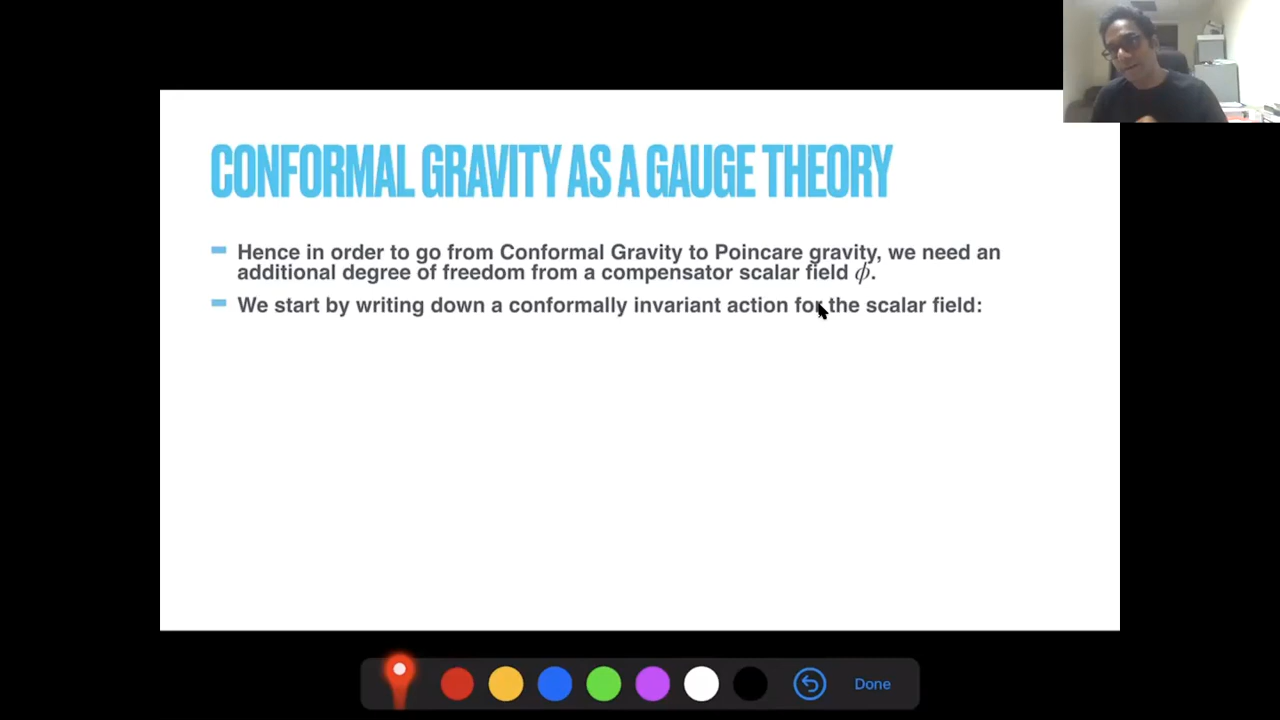 CONFORMAL GRAVITY AS A GAUGE THEORY
Hence in order to go from Conformal Gravity to Poincare gravity, we need an
additional degree of freedom from a compensator scalar field ϕ.
We start by writing down a conformally invariant action for the scalar field:
Done